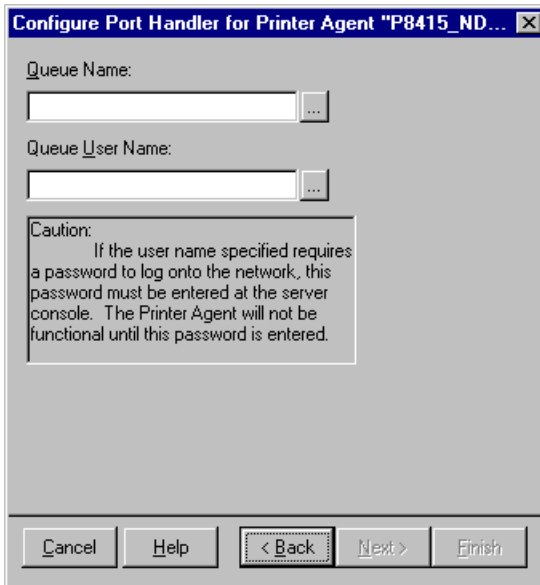 Configure Port Handler for Printer Agent "P8415_ND...
Queue Name:
...
Queue User Name:
...
Caution:
If the user name specified requires
a password to log onto the network, this
password must be entered at the server
console. The Printer Agent will not be
functional until this password is entered.
Cancel Help < Back Next > Finish